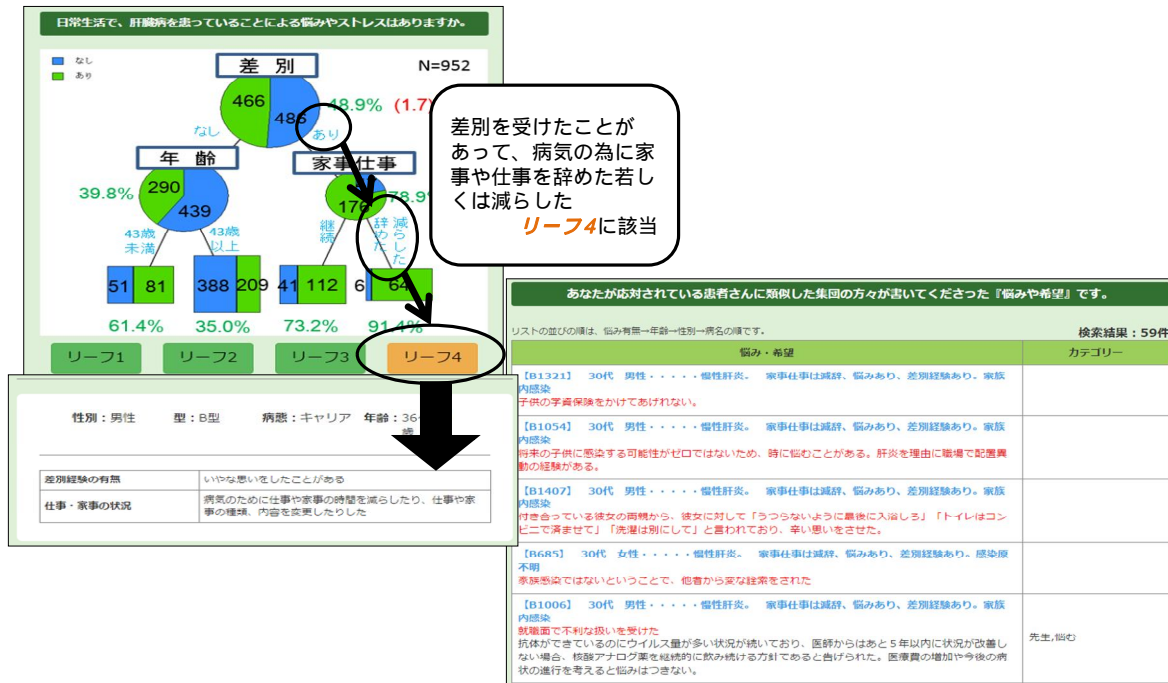 日常生活で、肝臓病を患っていることによる悩みやストレスはありますか。
なし
あり
差 別
N=952
466
486
48.9% (1.7)
なし
あり
年 齢
家事仕事
39.8%
290
439
176
78.9%
43歳
未満
43歳
以上
継続
辞めた
減らした
51
81
388
209
41
112
6
64
61.4%
35.0%
73.2%
91.4%
リーフ1
リーフ2
リーフ3
リーフ4
差別を受けたことが
あって、病気の為に家
事や仕事を辞めた若し
くは減らした
リーフ4に該当
性別：男性 型：B型 病態：キャリア 年齢：36
歳
差別経験の有無
いやな思いをしたことがある
仕事・家事の状況
病気のために仕事や家事の時間を減らしたり、仕事や家
事の種類、内容を変更したりした
あなたが応対されている患者さんに類似した集団の方々が書いてくださった『悩みや希望』です。
リストの並びの順は、悩み有無→年齢→性別→病名の順です。
検索結果：59件
悩み・希望
カテゴリー
【B1321】 30代 男性・・・・・慢性肝炎。 家事仕事は減辞、悩みあり、差別経験あり。家族
内感染
子供の学資保険をかけてあげれない。
【B1054】 30代 男性・・・・・慢性肝炎。 家事仕事は減辞、悩みあり、差別経験あり。家族
内感染
将来の子供に感染する可能性がゼロではないため、時に悩むことがある。肝炎を理由に職場で配置異
動の経験がある。
【B1407】 30代 男性・・・・・慢性肝炎。 家事仕事は減辞、悩みあり、差別経験あり。家族
内感染
付き合っている彼女の両親から、彼女に対して「うつらないように最後に入浴しろ」「トイレはコン
ビニで済ませて」「洗濯は別にして」と言われており、辛い思いをさせた。
【B685】 30代 女性・・・・・慢性肝炎。 家事仕事は減辞、悩みあり、差別経験あり。感染原
不明
家族感染ではないということで、他者から変な詮索をされた
【B1006】 30代 男性・・・・・慢性肝炎。 家事仕事は減辞、悩みあり、差別経験あり。家族
内感染
就職面で不利な扱いを受けた
抗体ができているのにウイルス量が多い状況が続いており、医師からはあと５年以内に状況が改善し
ない場合、核酸アナログ薬を継続的に飲み続ける方針であると告げられた。医療費の増加や今後の病
状の進行を考えると悩みはつきない。
先生,悩む